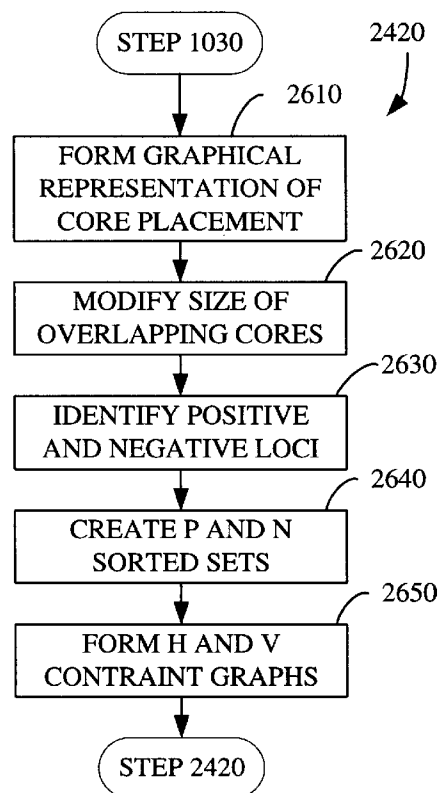 STEP 1030
2420
2610
FORM GRAPHICAL
REPRESENTATION OF
CORE PLACEMENT
2620
MODIFY SIZE OF
OVERLAPPING CORES
2630
IDENTIFY POSITIVE
AND NEGATIVE LOCI
2640
CREATE P AND N
SORTED SETS
2650
FORM H AND V
CONTRAINT GRAPHS
STEP 2420